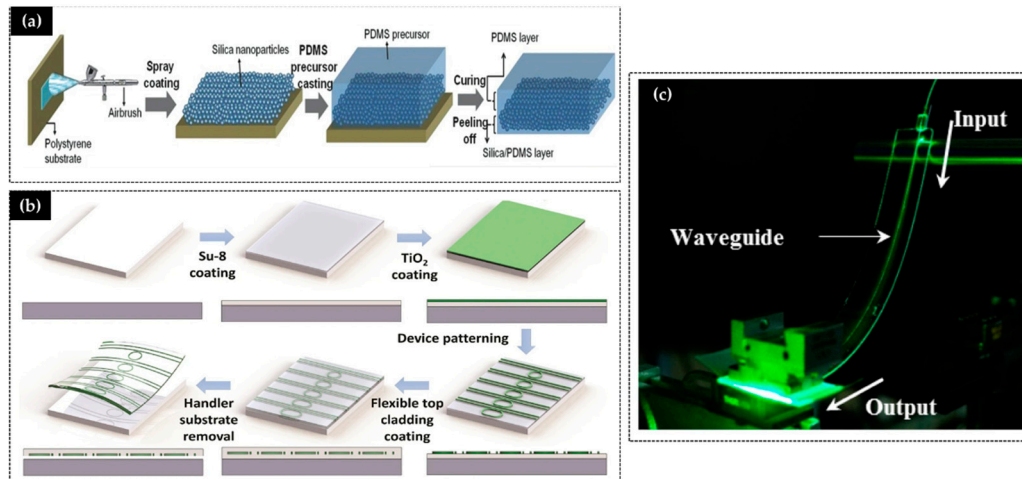 (a)
Spray
coating
Airbrush
Polystyrene
substrate
Silica nanoparticles
PDMS
precursor
casting
PDMS precursor
PDMS layer
Curing
Peeling
off
Silica/PDMS layer
(b)
Su-8
coating
TiO2
coating
Device patterning
Flexible top
cladding
coating
Handler
substrate
removal
(c)
Input
Waveguide
Output